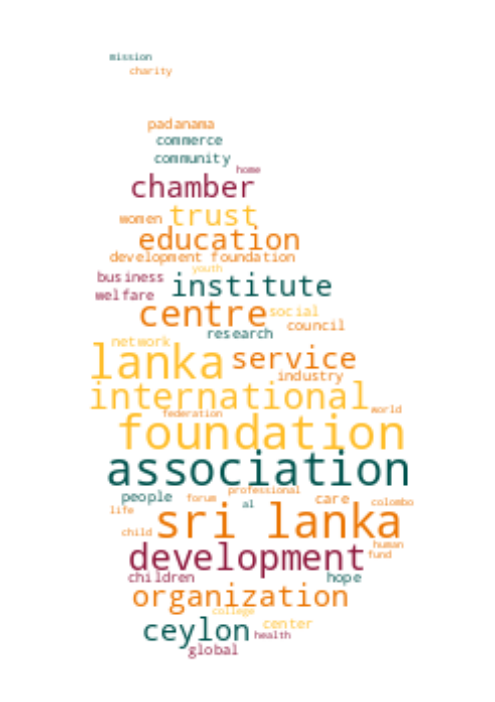 mission
charity
padanama
commerce
community
home
chamber
women trust
education
development foundation
youth
business institute
welfare
centre social
council
research
network
lanka service
industry
international
world
federation
foundation
association
professional
people forum care
al colombo
life
sri lanka
child
human
development fund
children hope
organization
college
ceylon center
health
global